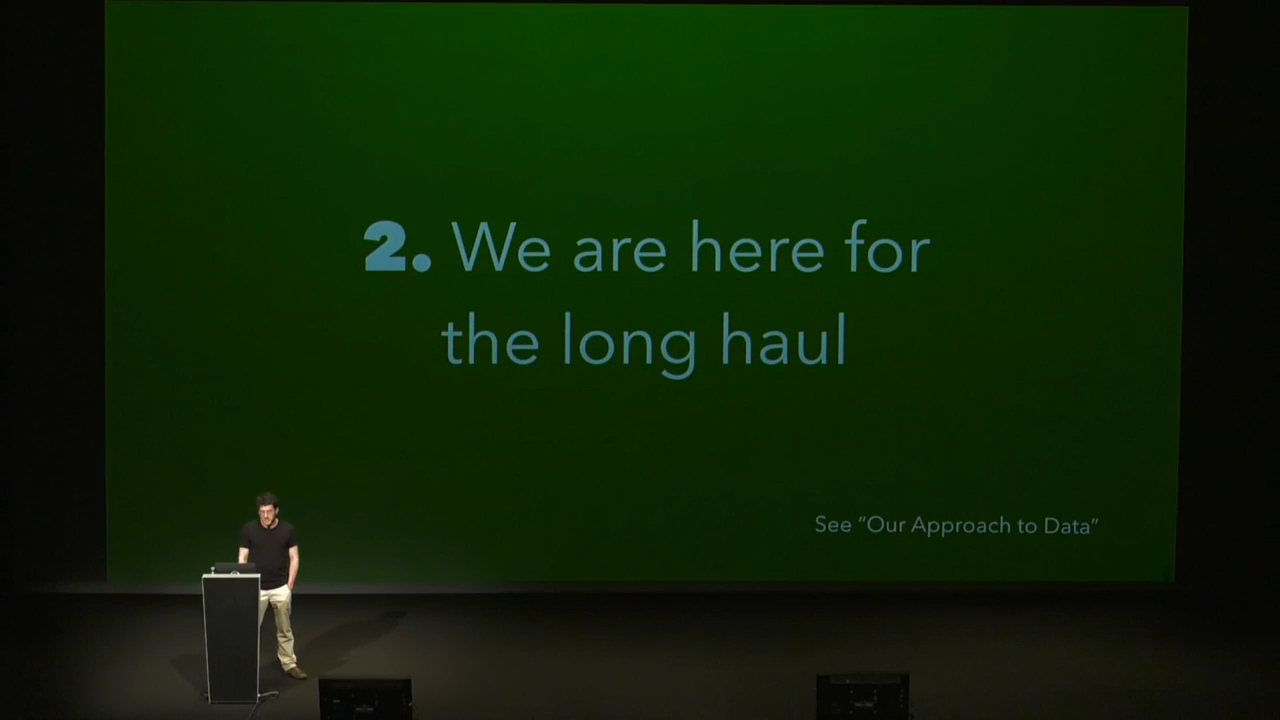 2. We are here for
the long haul
See “Our Approach to Data”